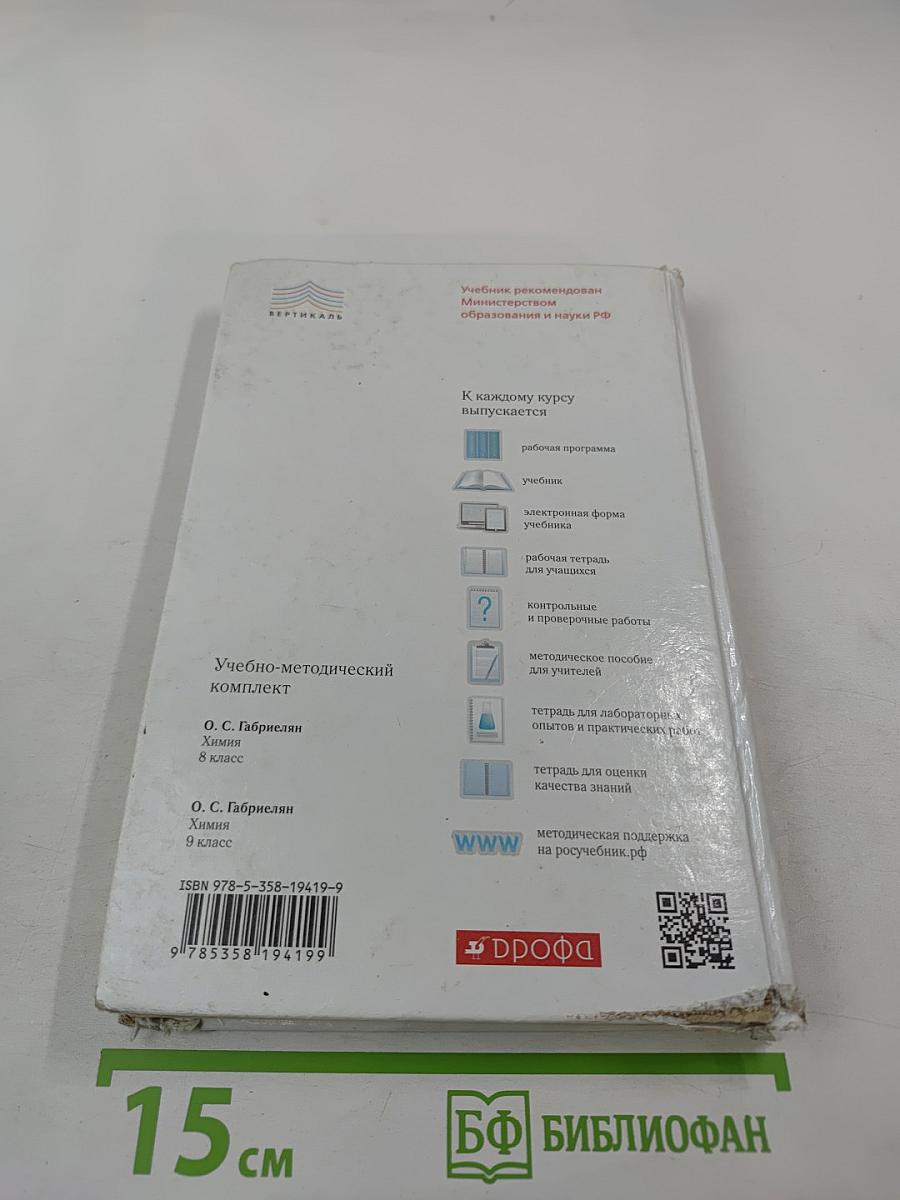 ВЕРТИКАЛЬ
Учебник рекомендован
Министерством
образования и науки РФ
К каждому курсу
выпускается
рабочая программа
учебник
электронная форма
учебника
рабочая тетрадь
для учащихся
?
контрольные
и проверочные работы
методическое пособие
для учителей
тетрадь для лабораторных
опытов и практических работ
тетрадь для оценки
качества знаний
www
методическая поддержка
на росучебник.рф
Учебно-методический
комплект
О. С. Габриелян
Химия
8 класс
О. С. Габриелян
Химия
9 класс
ISBN 978-5-358-19419-9
9 785358 194199
дрофа
15 см
БФ БИБЛИОФАН